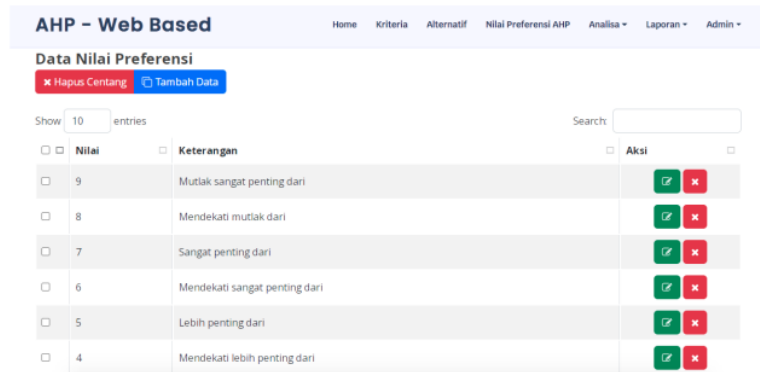 AHP - Web Based Home Kriteria Alternatif Nilai Preferensi AHP Analisa Laporan Admin
Data Nilai Preferensi
Hapus Centang Tambah Data
Show 10 entries Search:
Nilai Keterangan Aksi
9 Mutlak sangat penting dari
8 Mendekati mutlak dari
7 Sangat penting dari
6 Mendekati sangat penting dari
5 Lebih penting dari
4 Mendekati lebih penting dari